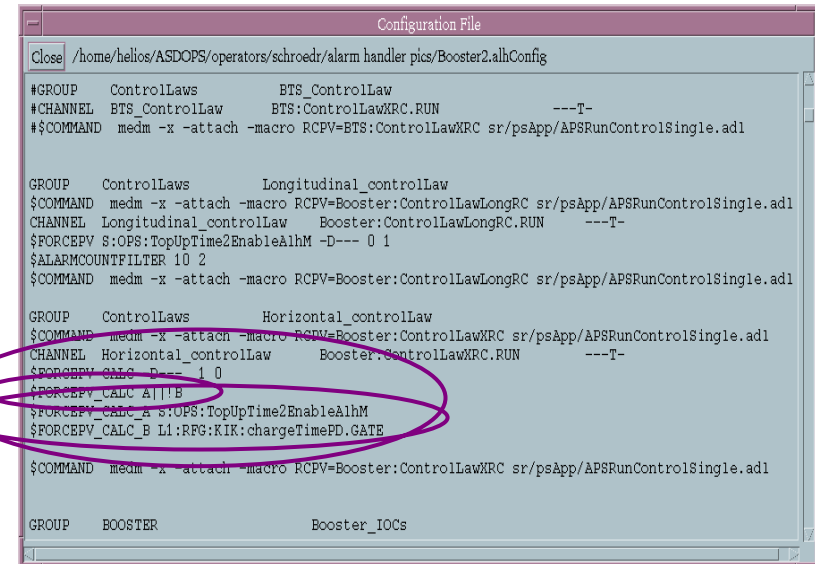 Configuration File
Close /home/helios/ASDOPS/operators/schroedr/alarm handler pics/Booster2.alhConfig
#GROUP ControlLaws BTS_ControlLaw
#CHANNEL BTS_ControlLaw BTS:ControlLawXRC.RUN ---T-
#$COMMAND medm -x -attach -macro RCPV=BTS:ControlLawXRC sr/psApp/APSRunControlSingle.adl
GROUP ControlLaws Longitudinal_controlLaw
$COMMAND medm -x -attach -macro RCPV=Booster:ControlLawLongRC sr/psApp/APSRunControlSingle.adl
CHANNEL Longitudinal_controlLaw Booster:ControlLawLongRC.RUN ---T-
$FORCEPV S:OPS:TopUpTime2EnableAlhM -D--- 0 1
$ALARMCOUNTFILTER 10 2
$COMMAND medm -x -attach -macro RCPV=Booster:ControlLawLongRC sr/psApp/APSRunControlSingle.adl
GROUP ControlLaws Horizontal_controlLaw
$COMMAND medm -x -attach -macro RCPV=Booster:ControlLawXRC sr/psApp/APSRunControlSingle.adl
CHANNEL Horizontal_controlLaw Booster:ControlLawXRC.RUN ---T-
$FORCEPV CALC -D--- 1 0
$FORCEPV_CALC A||!B
$FORCEPV_CALC_A S:OPS:TopUpTime2EnableAlhM
$FORCEPV_CALC_B L1:RFG:KIK:chargeTimePD.GATE
$COMMAND medm -x -attach -macro RCPV=Booster:ControlLawXRC sr/psApp/APSRunControlSingle.adl
GROUP BOOSTER Booster_IOCs